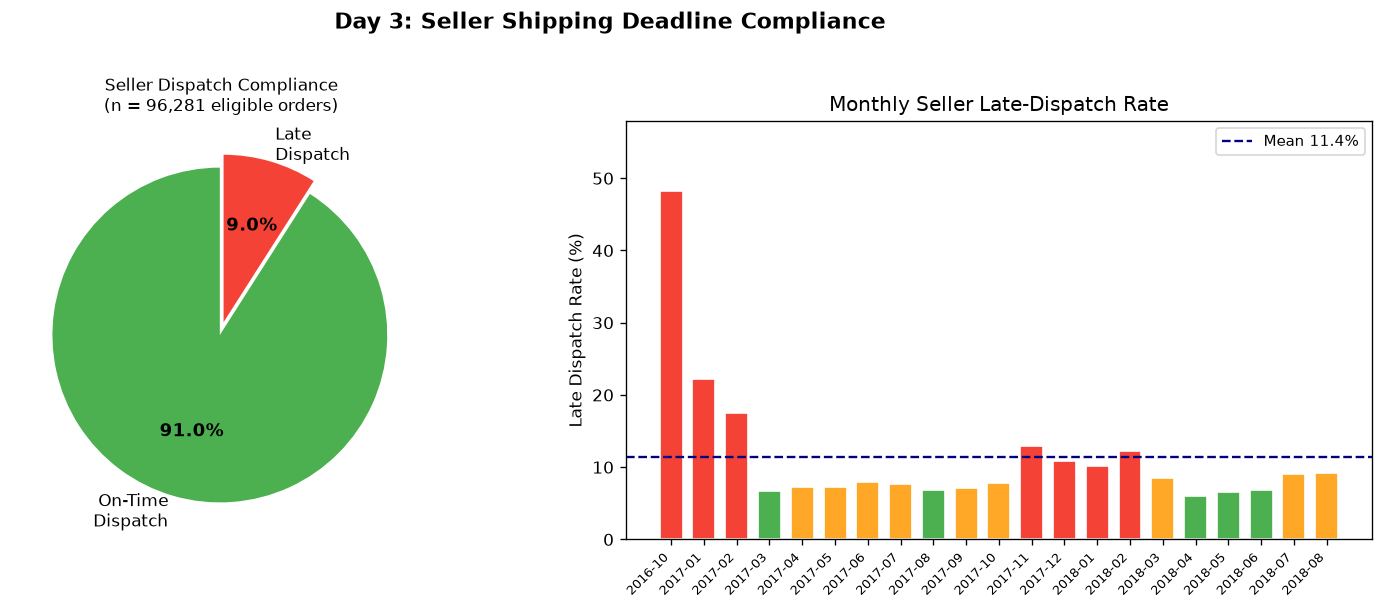 Day 3: Seller Shipping Deadline Compliance
Seller Dispatch Compliance
(n = 96,281 eligible orders)
Late
Dispatch
9.0%
91.0%
On-Time
Dispatch
Monthly Seller Late-Dispatch Rate
Mean 11.4%
Late Dispatch Rate (%)
50
40
30
20
10
0
2016-10
2017-01
2017-02
2017-03
2017-04
2017-05
2017-06
2017-07
2017-08
2017-09
2017-10
2017-11
2017-12
2018-01
2018-02
2018-03
2018-04
2018-05
2018-06
2018-07
2018-08